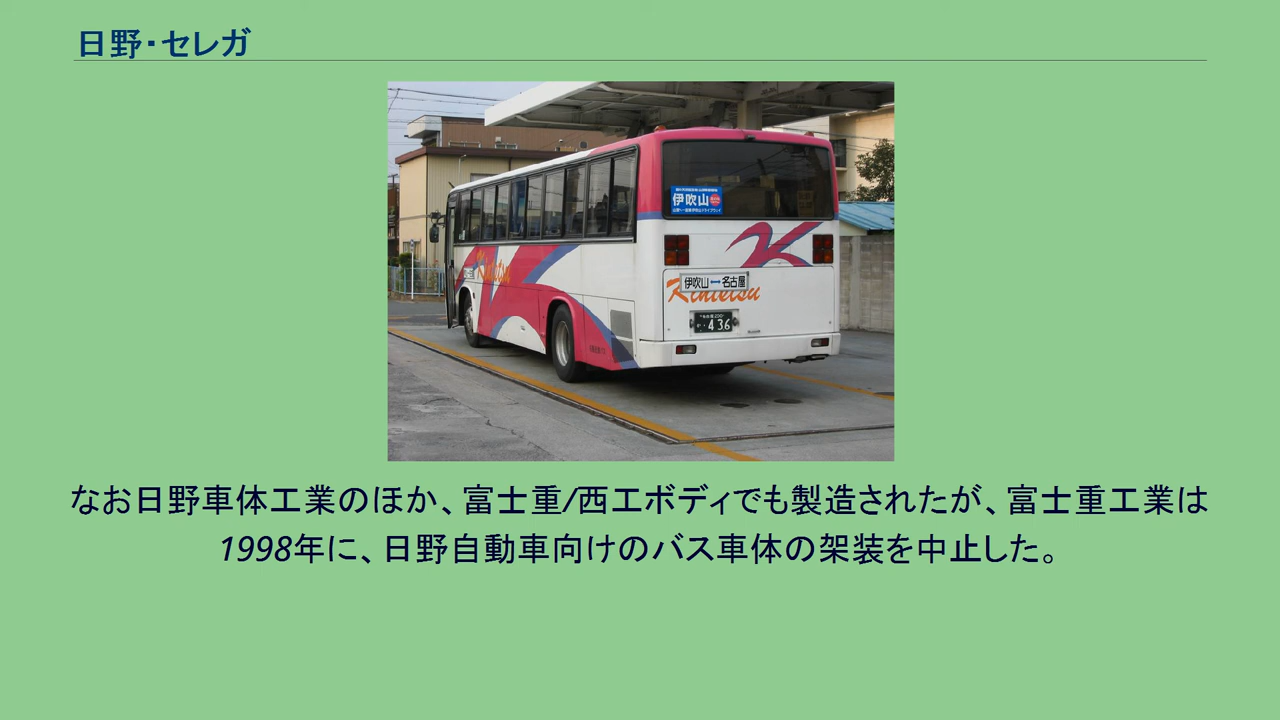 日野・セレガ
伊吹山
Kintetsu
伊吹山 ― 名古屋
Kintetsu
436
なお日野車体工業のほか、富士重/西工ボディでも製造されたが、富士重工業は
1998年に、日野自動車向けのバス車体の架装を中止した。